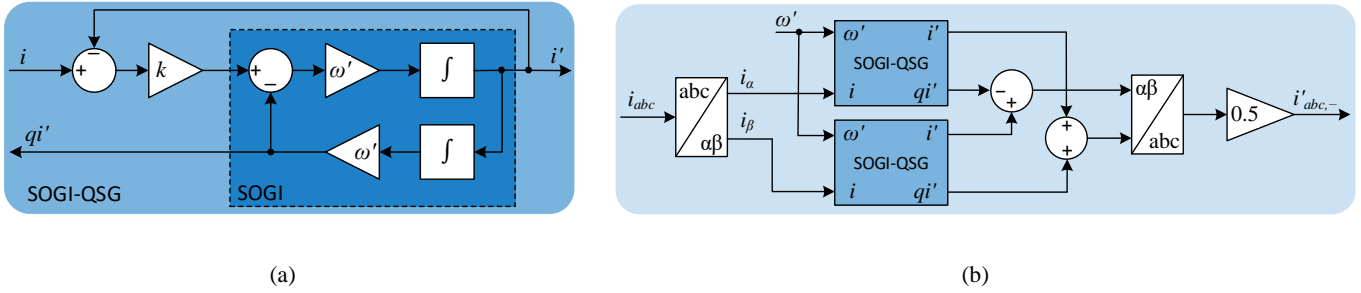 i
−
+
k
+
−
ω'
∫
i'
qi'
ω'
∫
SOGI-QSG
SOGI
(a)
ω'
i_abc
abc
αβ
i_α
i_β
ω'
i'
SOGI-QSG
i
qi'
ω'
i'
SOGI-QSG
i
qi'
−
+
+
+
αβ
abc
0.5
i'_abc,−
(b)